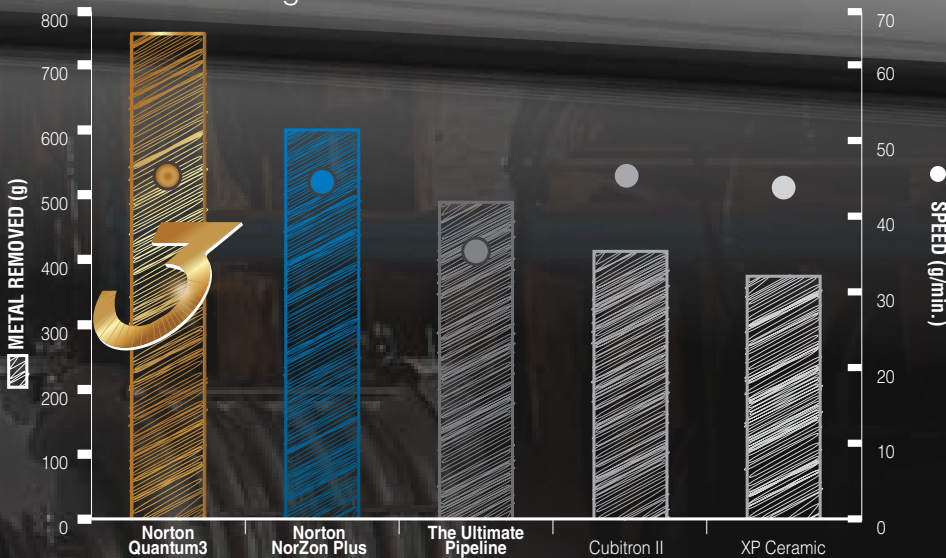 800
700
600
500
400
300
200
100
0
METAL REMOVED (g)
3
70
60
50
40
30
20
10
0
SPEED (g/min.)
Norton
Quantum3
Norton
NorZon Plus
The Ultimate
Pipeline
Cubitron II
XP Ceramic